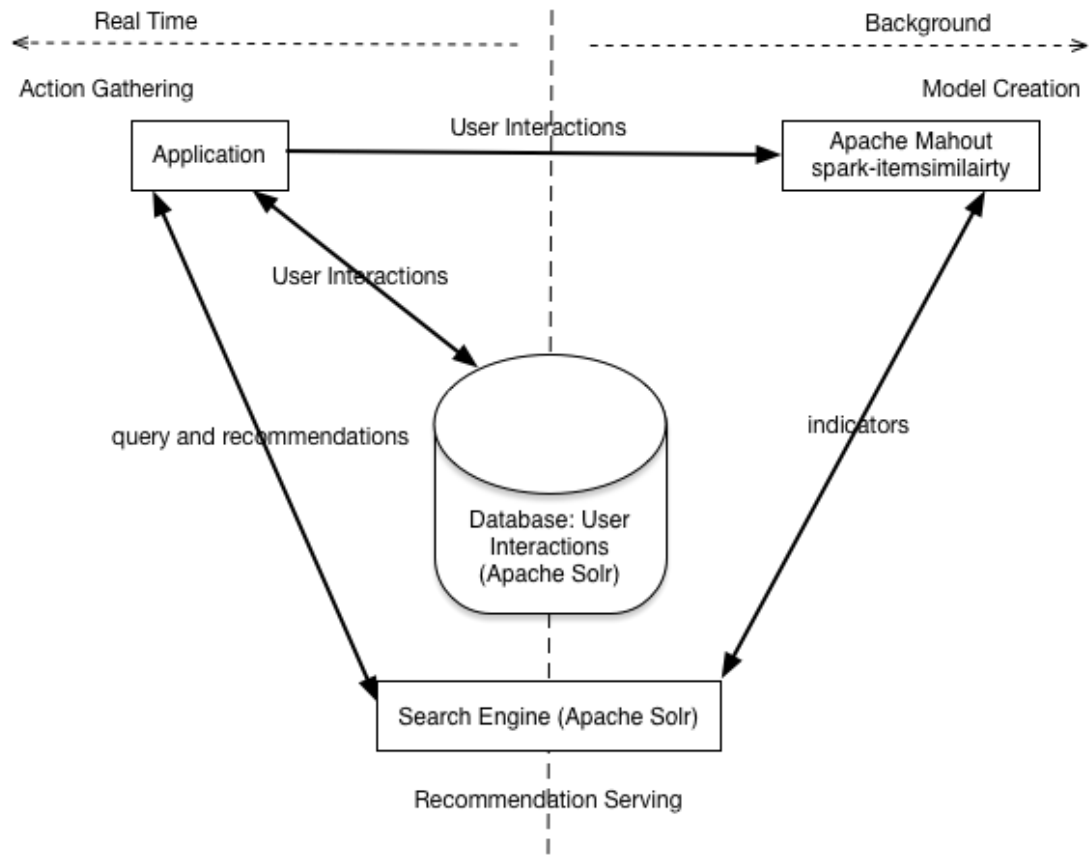 Real Time
Background
Action Gathering
Model Creation
User Interactions
Application
Apache Mahout
spark-itemsimilairty
User Interactions
query and recommendations
indicators
Database: User
Interactions
(Apache Solr)
Search Engine (Apache Solr)
Recommendation Serving